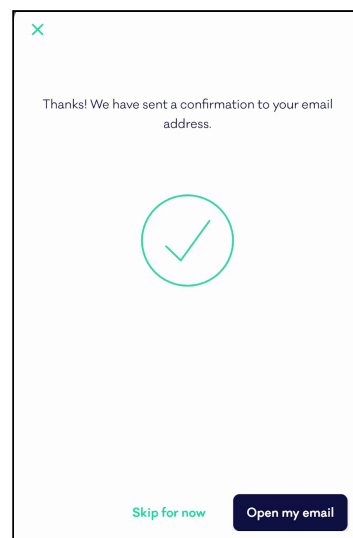 Thanks! We have sent a confirmation to your email
address.
Skip for now
Open my email